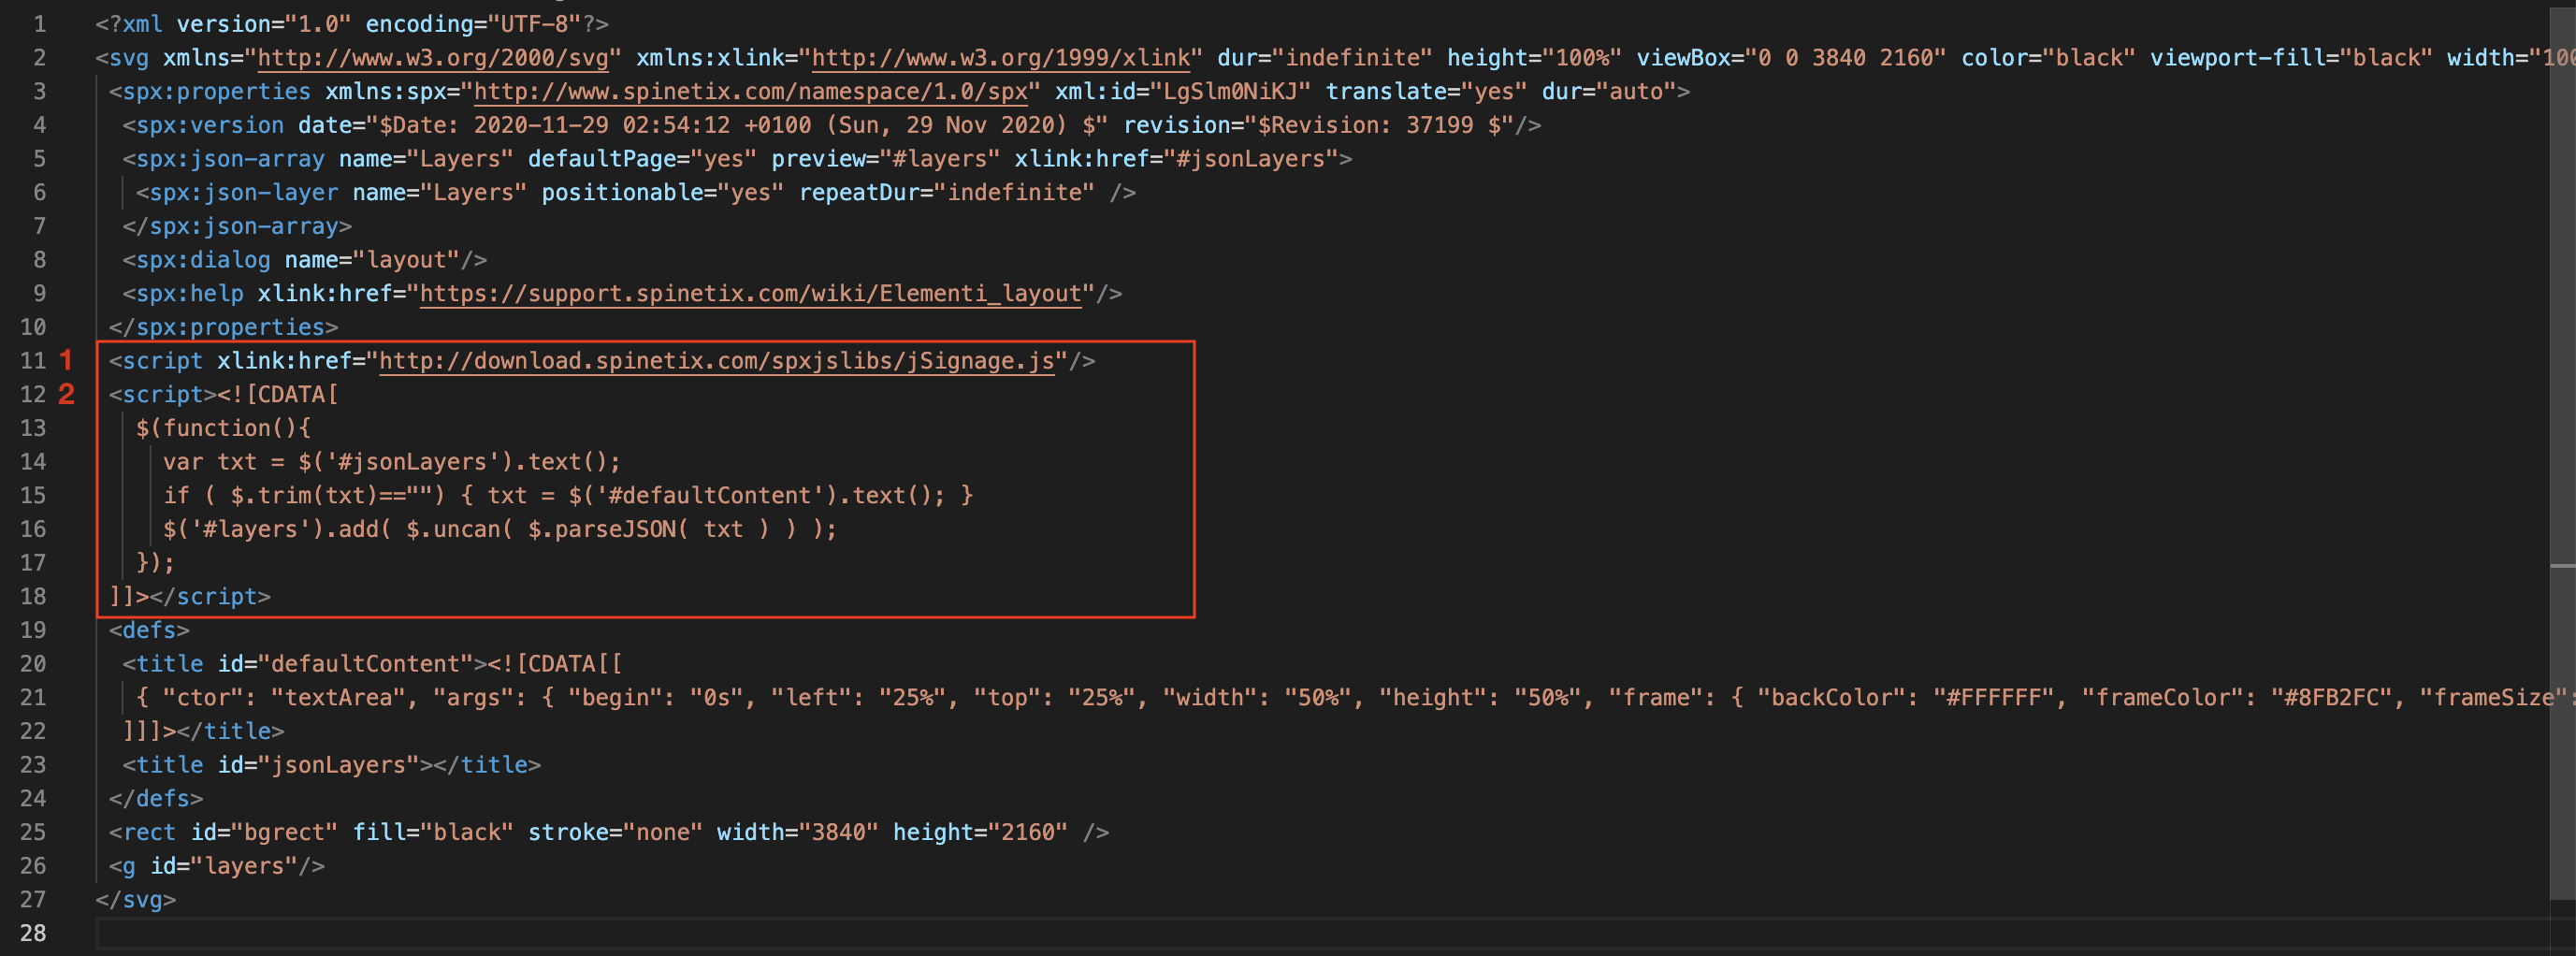 1 <?xml version="1.0" encoding="UTF-8"?>
2 <svg xmlns="http://www.w3.org/2000/svg" xmlns:xlink="http://www.w3.org/1999/xlink" dur="indefinite" height="100%" viewBox="0 0 3840 2160" color="black" viewport-fill="black" width="100
3 <spx:properties xmlns:spx="http://www.spinetix.com/namespace/1.0/spx" xml:id="LgSlm0NiKJ" translate="yes" dur="auto">
4 <spx:version date="$Date: 2020-11-29 02:54:12 +0100 (Sun, 29 Nov 2020) $" revision="$Revision: 37199 $"/>
5 <spx:json-array name="Layers" defaultPage="yes" preview="#layers" xlink:href="#jsonLayers">
6 <spx:json-layer name="Layers" positionable="yes" repeatDur="indefinite" />
7 </spx:json-array>
8 <spx:dialog name="layout"/>
9 <spx:help xlink:href="https://support.spinetix.com/wiki/Elementi_layout"/>
10 </spx:properties>
11 1 <script xlink:href="http://download.spinetix.com/spxjslibs/jSignage.js"/>
12 2 <script><![CDATA[
13 $(function(){
14 var txt = $('#jsonLayers').text();
15 if ( $.trim(txt)=="") { txt = $('#defaultContent').text(); }
16 $('#layers').add( $.uncan( $.parseJSON( txt ) ) );
17 });
18 ]]></script>
19 <defs>
20 <title id="defaultContent"><![CDATA[[
21 { "ctor": "textArea", "args": { "begin": "0s", "left": "25%", "top": "25%", "width": "50%", "height": "50%", "frame": { "backColor": "#FFFFFF", "frameColor": "#8FB2FC", "frameSize":
22 ]]]></title>
23 <title id="jsonLayers"></title>
24 </defs>
25 <rect id="bgrect" fill="black" stroke="none" width="3840" height="2160" />
26 <g id="layers"/>
27 </svg>
28